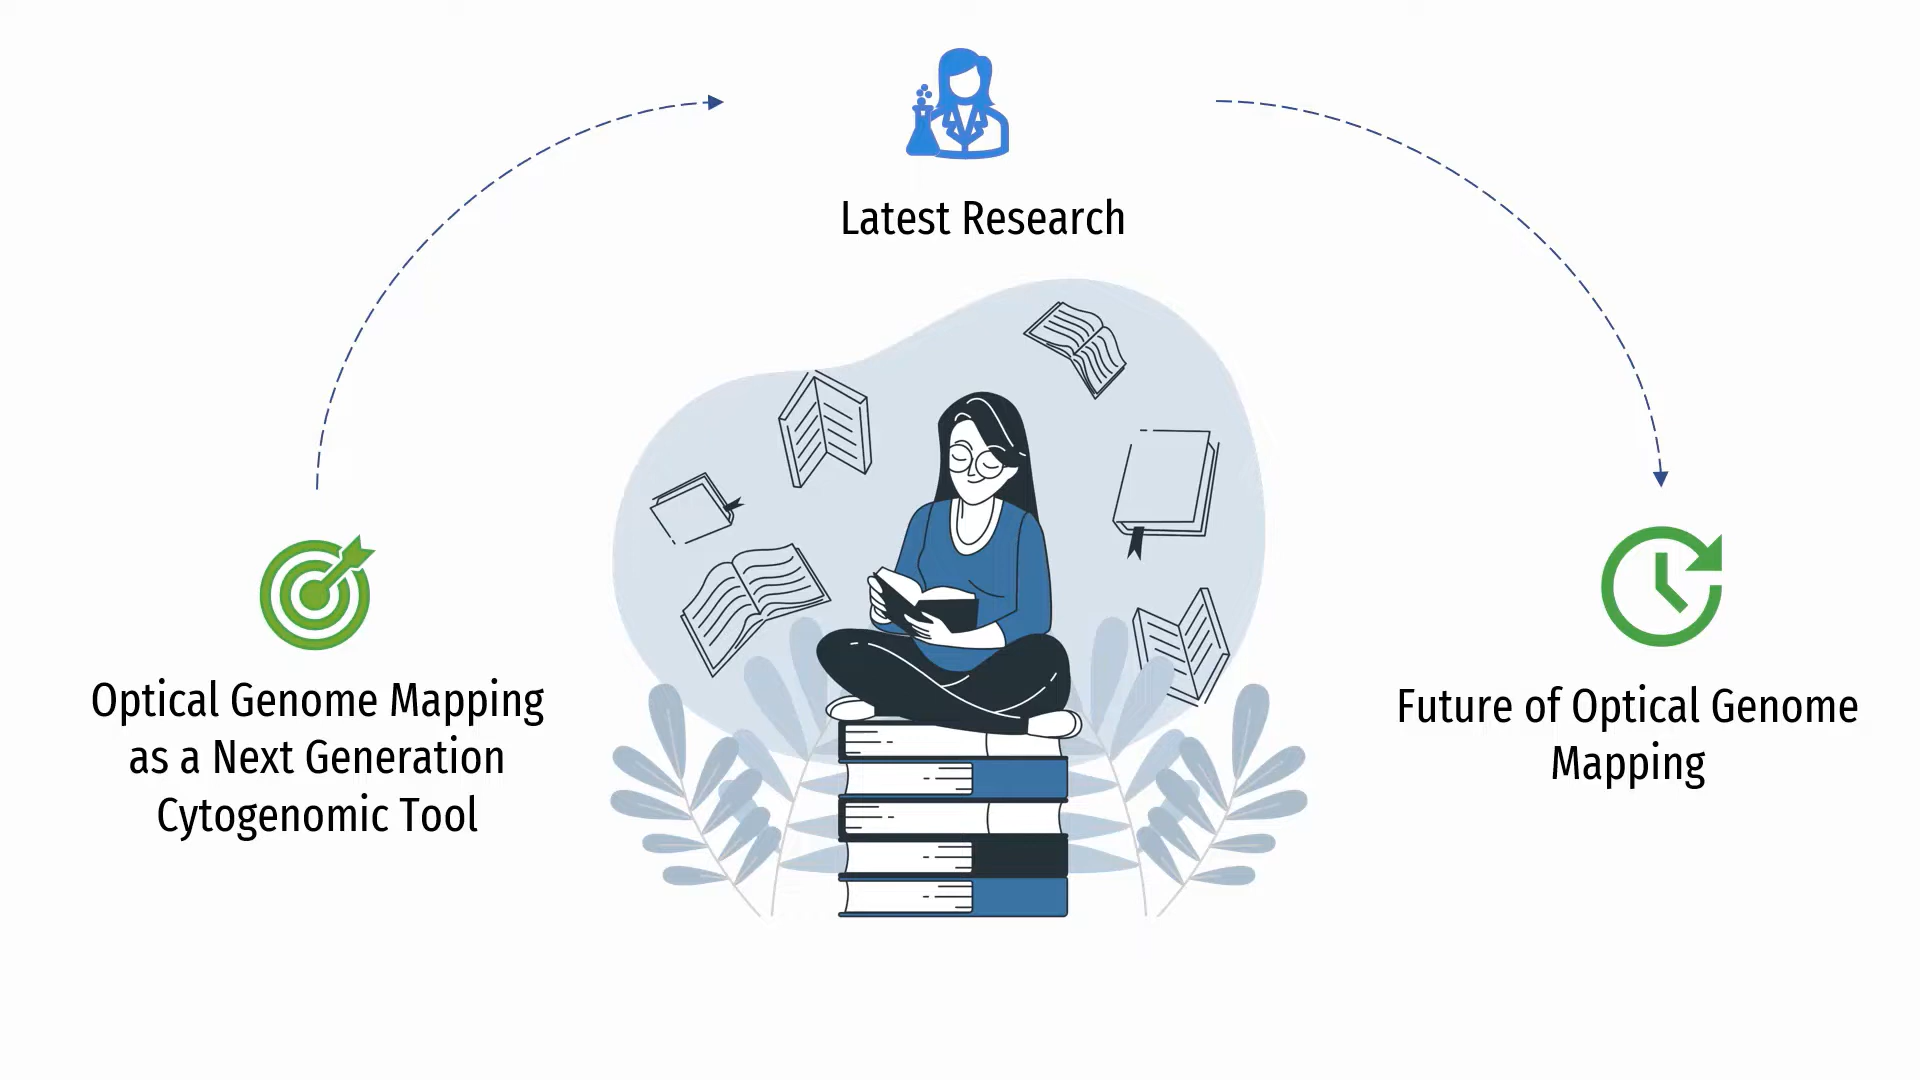 Latest Research
Optical Genome Mapping
as a Next Generation
Cytogenomic Tool
Future of Optical Genome
Mapping